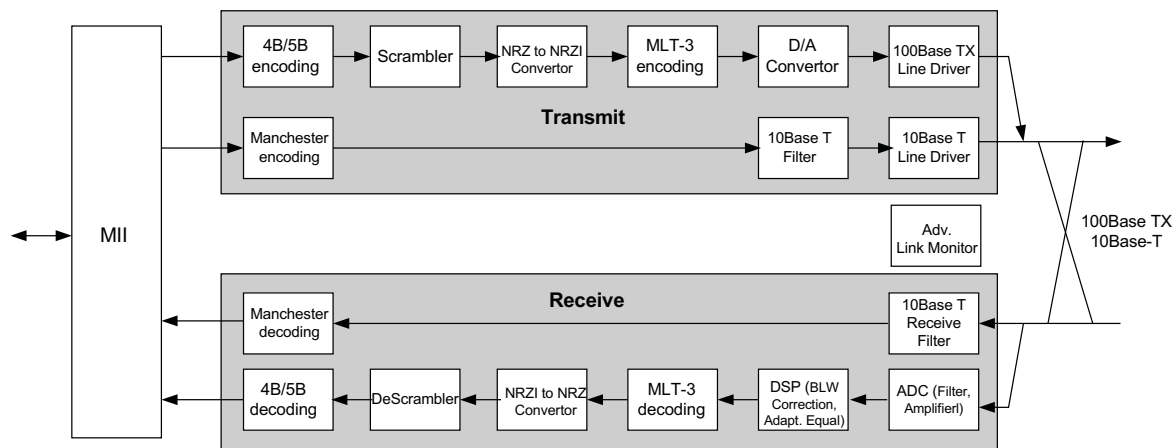 4B/5B
encoding
Scrambler
NRZ to NRZI
Convertor
MLT-3
encoding
D/A
Convertor
100Base TX
Line Driver
Transmit
Manchester
encoding
10Base T
Filter
10Base T
Line Driver
MII
Adv.
Link Monitor
100Base TX
10Base-T
Receive
Manchester
decoding
10Base T
Receive
Filter
4B/5B
decoding
DeScrambler
NRZI to NRZ
Convertor
MLT-3
decoding
DSP (BLW
Correction,
Adapt. Equal)
ADC (Filter,
Amplifierl)